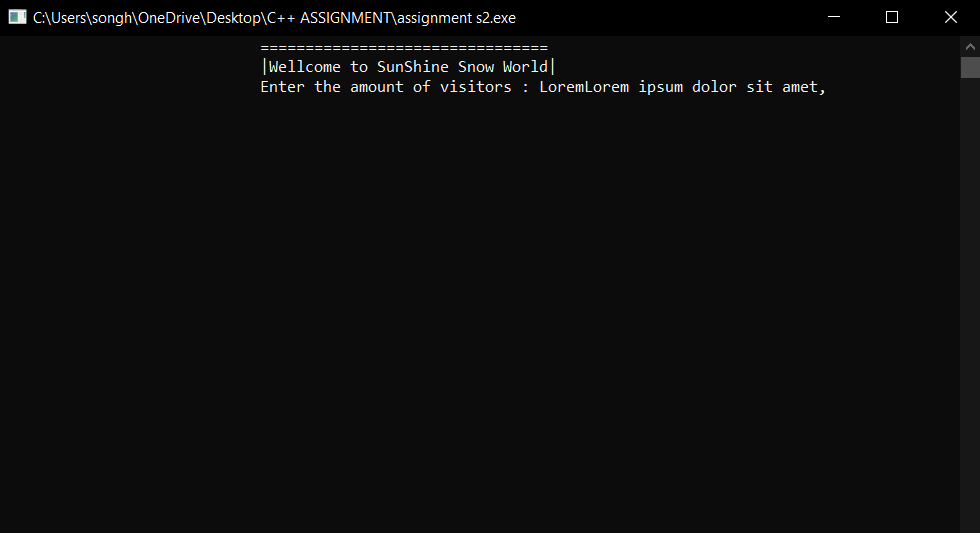 C:\Users\songh\OneDrive\Desktop\C++ ASSIGNMENT\assignment s2.exe
================================
|Wellcome to SunShine Snow World|
Enter the amount of visitors : LoremLorem ipsum dolor sit amet,